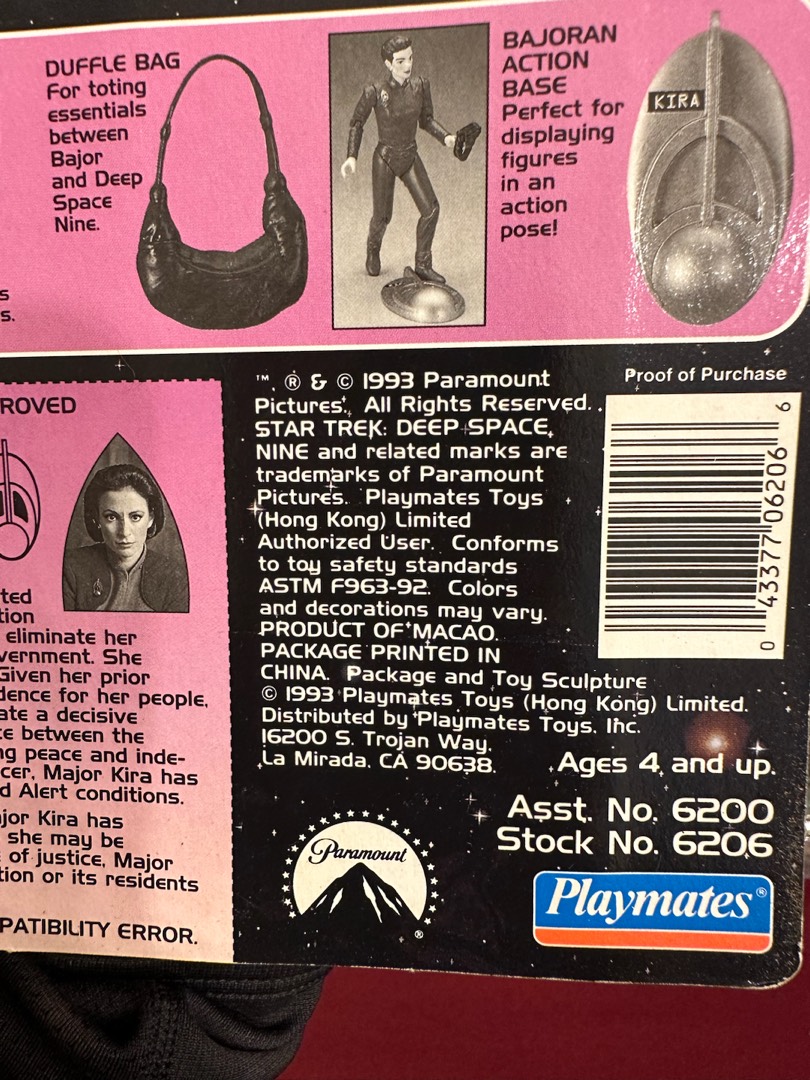 DUFFLE BAG
For toting
essentials
between
Bajor
and Deep
Space
Nine.
BAJORAN
ACTION
BASE
Perfect for
displaying
figures
in an
action
pose!
KIRA
s
s.
ROVED
ted
tion
eliminate her
vernment. She
Given her prior
dence for her people,
ate a decisive
ce between the
ng peace and inde-
cer, Major Kira has
d Alert conditions.
jor Kira has
she may be
of justice, Major
tion or its residents
PATIBILITY ERROR.
™, ® & © 1993 Paramount
Pictures. All Rights Reserved.
STAR TREK: DEEP SPACE
NINE and related marks are
trademarks of Paramount
Pictures. Playmates Toys
(Hong Kong) Limited
Authorized User. Conforms
to toy safety standards
ASTM F963-92. Colors
and decorations may vary.
PRODUCT OF MACAO.
PACKAGE PRINTED IN
CHINA. Package and Toy Sculpture
© 1993 Playmates Toys (Hong Kong) Limited.
Distributed by Playmates Toys, Inc.
16200 S. Trojan Way,
La Mirada, CA 90638.
Proof of Purchase
0 43377 06206 6
Ages 4 and up.
Asst. No. 6200
Stock No. 6206
Paramount
®
Playmates®